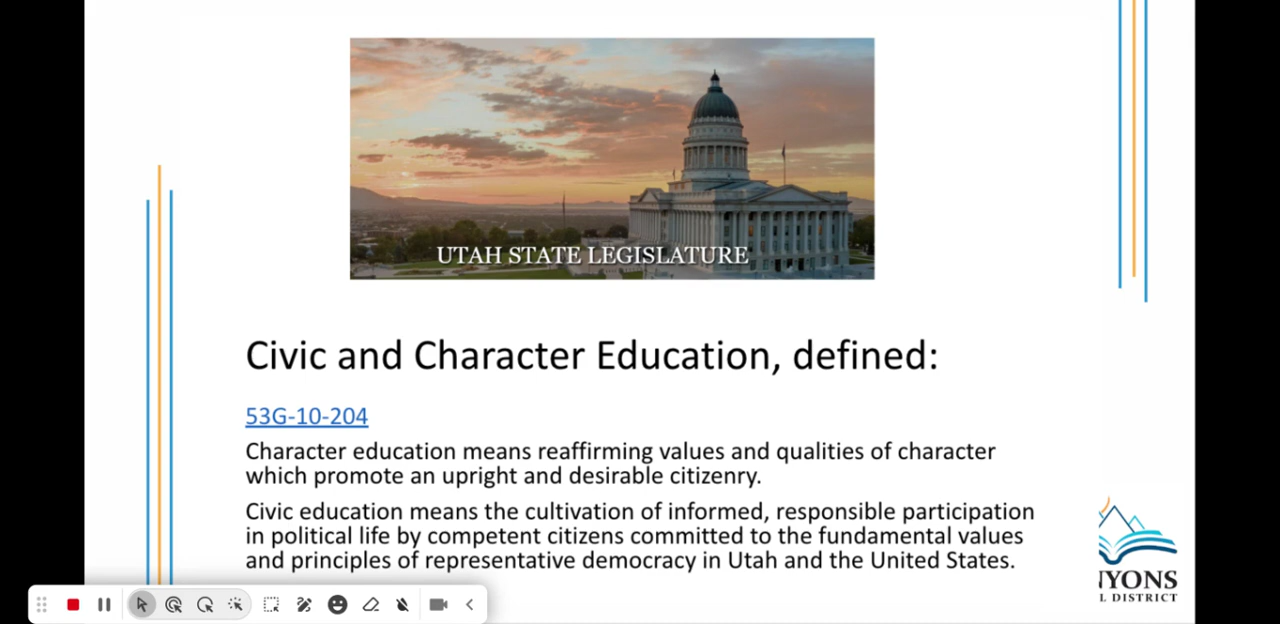 UTAH STATE LEGISLATURE
Civic and Character Education, defined:
53G-10-204
Character education means reaffirming values and qualities of character
which promote an upright and desirable citizenry.
Civic education means the cultivation of informed, responsible participation
in political life by competent citizens committed to the fundamental values
and principles of representative democracy in Utah and the United States.
IYONS
L DISTRICT